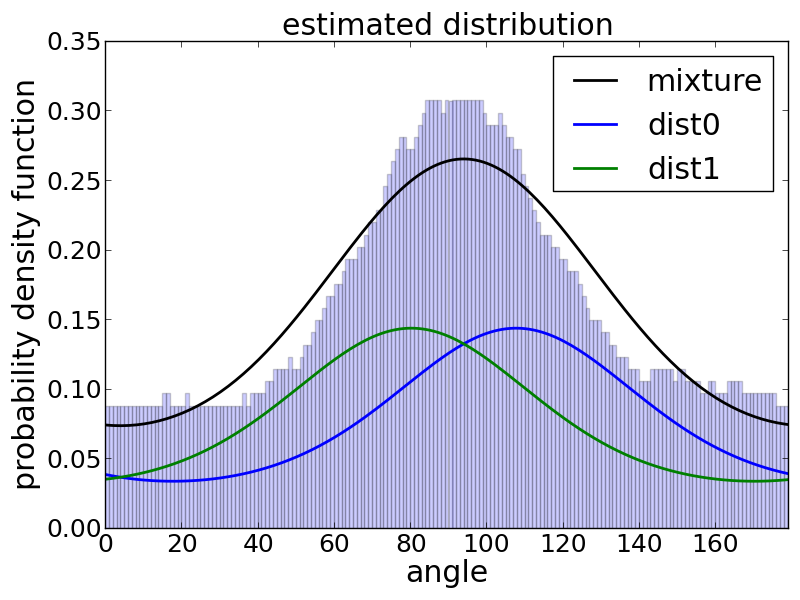 estimated distribution
0.35
0.30
0.25
0.20
0.15
0.10
0.05
0.00
probability density function
mixture
dist0
dist1
0 20 40 60 80 100 120 140 160
angle